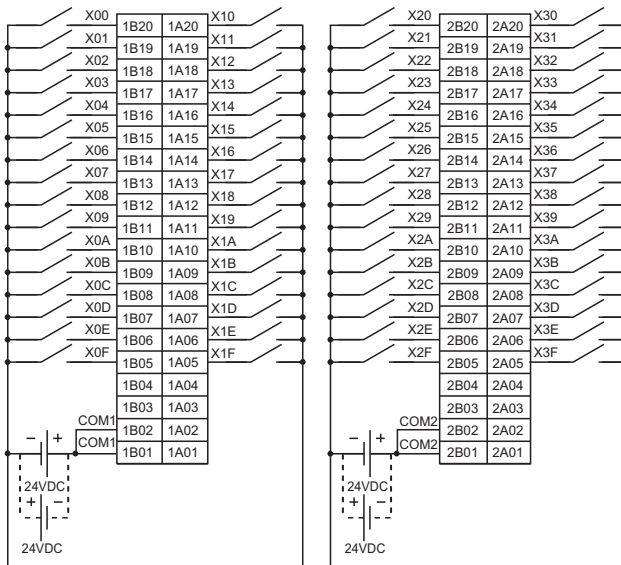 X00 1B20 1A20 X10 X20 2B20 2A20 X30
X01 1B19 1A19 X11 X21 2B19 2A19 X31
X02 1B18 1A18 X12 X22 2B18 2A18 X32
X03 1B17 1A17 X13 X23 2B17 2A17 X33
X04 1B16 1A16 X14 X24 2B16 2A16 X34
X05 1B15 1A15 X15 X25 2B15 2A15 X35
X06 1B14 1A14 X16 X26 2B14 2A14 X36
X07 1B13 1A13 X17 X27 2B13 2A13 X37
X08 1B12 1A12 X18 X28 2B12 2A12 X38
X09 1B11 1A11 X19 X29 2B11 2A11 X39
X0A 1B10 1A10 X1A X2A 2B10 2A10 X3A
X0B 1B09 1A09 X1B X2B 2B09 2A09 X3B
X0C 1B08 1A08 X1C X2C 2B08 2A08 X3C
X0D 1B07 1A07 X1D X2D 2B07 2A07 X3D
X0E 1B06 1A06 X1E X2E 2B06 2A06 X3E
X0F 1B05 1A05 X1F X2F 2B05 2A05 X3F
1B04 1A04 2B04 2A04
1B03 1A03 2B03 2A03
COM1 1B02 1A02 COM2 2B02 2A02
− + COM1 1B01 1A01 − + COM2 2B01 2A01
24VDC 24VDC
+ − + −
24VDC 24VDC